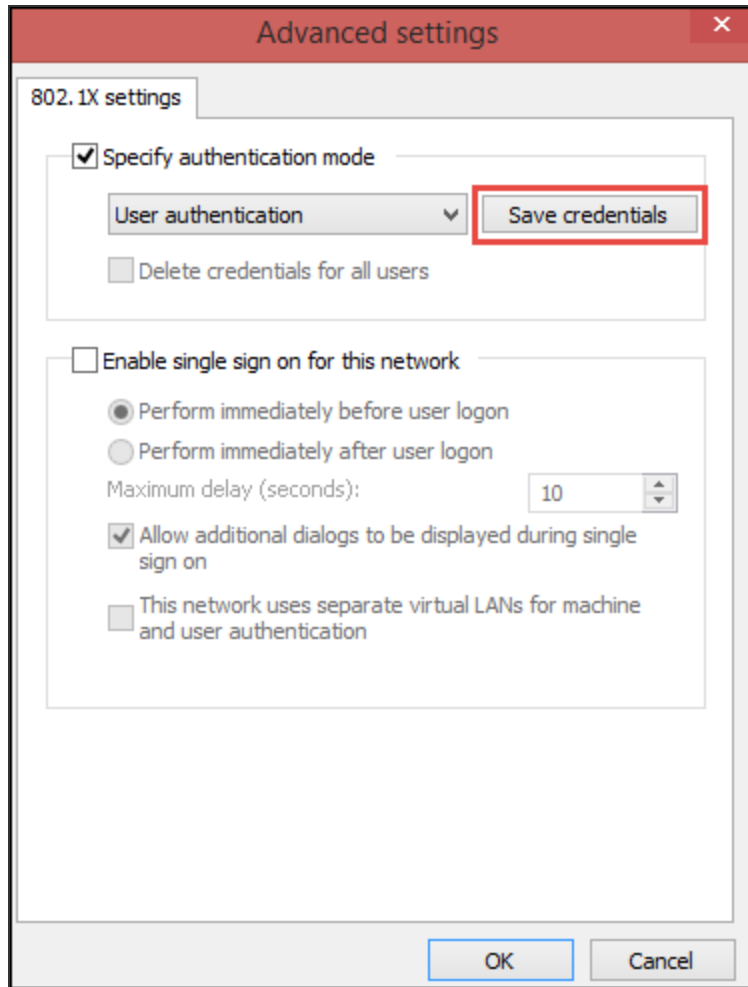 Advanced settings
802.1X settings
Specify authentication mode
User authentication
Save credentials
Delete credentials for all users
Enable single sign on for this network
Perform immediately before user logon
Perform immediately after user logon
Maximum delay (seconds):
10
Allow additional dialogs to be displayed during single
sign on
This network uses separate virtual LANs for machine
and user authentication
OK
Cancel